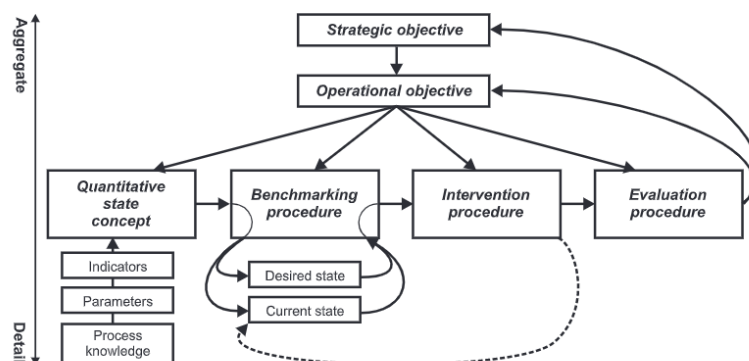 Aggregate
Strategic objective
Operational objective
Quantitative
state
concept
Benchmarking
procedure
Intervention
procedure
Evaluation
procedure
Indicators
Parameters
Process
knowledge
Desired state
Current state
Detail